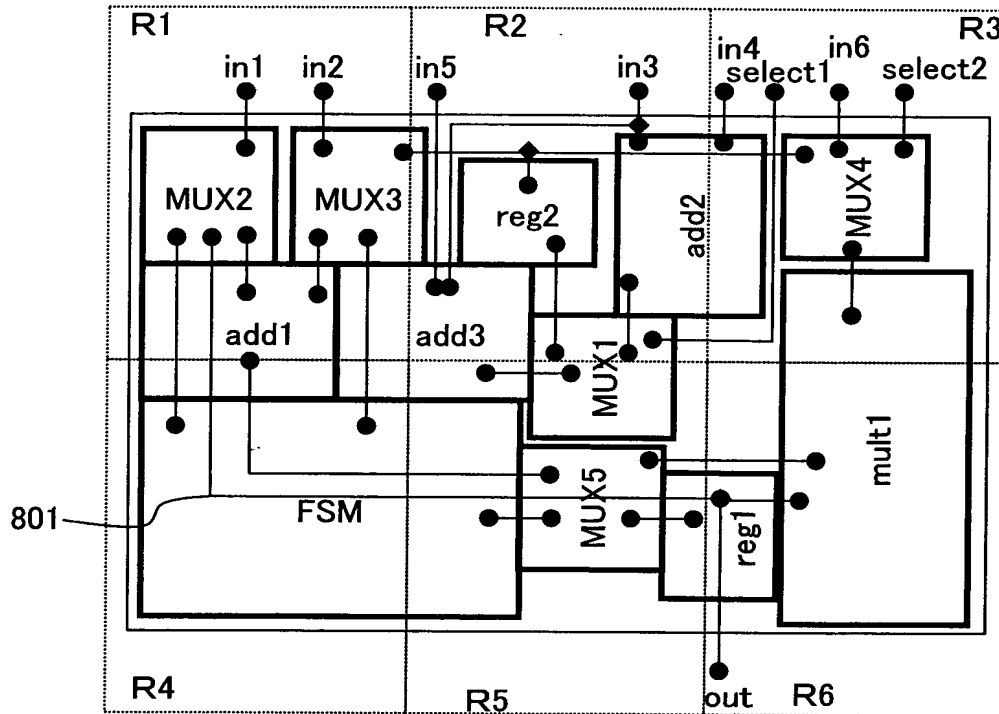 R1
R2
R3
in1
in2
in5
in3
in4
select1
in6
select2
MUX2
MUX3
reg2
add2
MUX4
add1
add3
MUX1
mult1
801
FSM
MUX5
reg1
R4
R5
out
R6